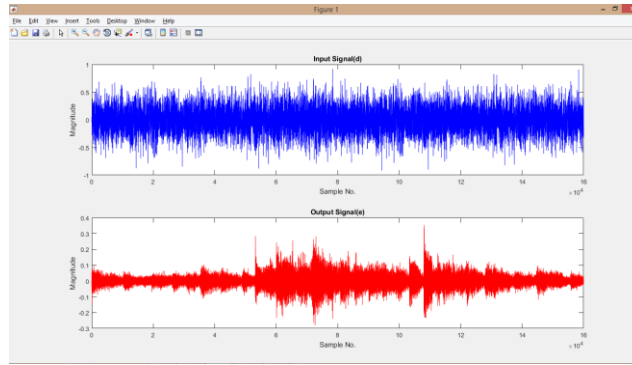 Figure 1
File Edit View Insert Tools Desktop Window Help
Input Signal(d)
Magnitude
1
0.5
0
-0.5
-1
0 2 4 6 8 10 12 14 16
× 10⁴
Sample No.
Output Signal(e)
Magnitude
0.4
0.3
0.2
0.1
0
-0.1
-0.2
-0.3
0 2 4 6 8 10 12 14 16
× 10⁴
Sample No.